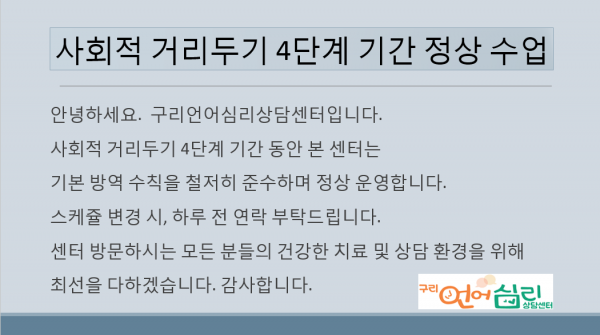 사회적 거리두기 4단계 기간 정상 수업
안녕하세요. 구리언어심리상담센터입니다.
사회적 거리두기 4단계 기간 동안 본 센터는
기본 방역 수칙을 철저히 준수하며 정상 운영합니다.
스케쥴 변경 시, 하루 전 연락 부탁드립니다.
센터 방문하시는 모든 분들의 건강한 치료 및 상담 환경을 위해
최선을 다하겠습니다. 감사합니다.
구리 언어심리 상담센터